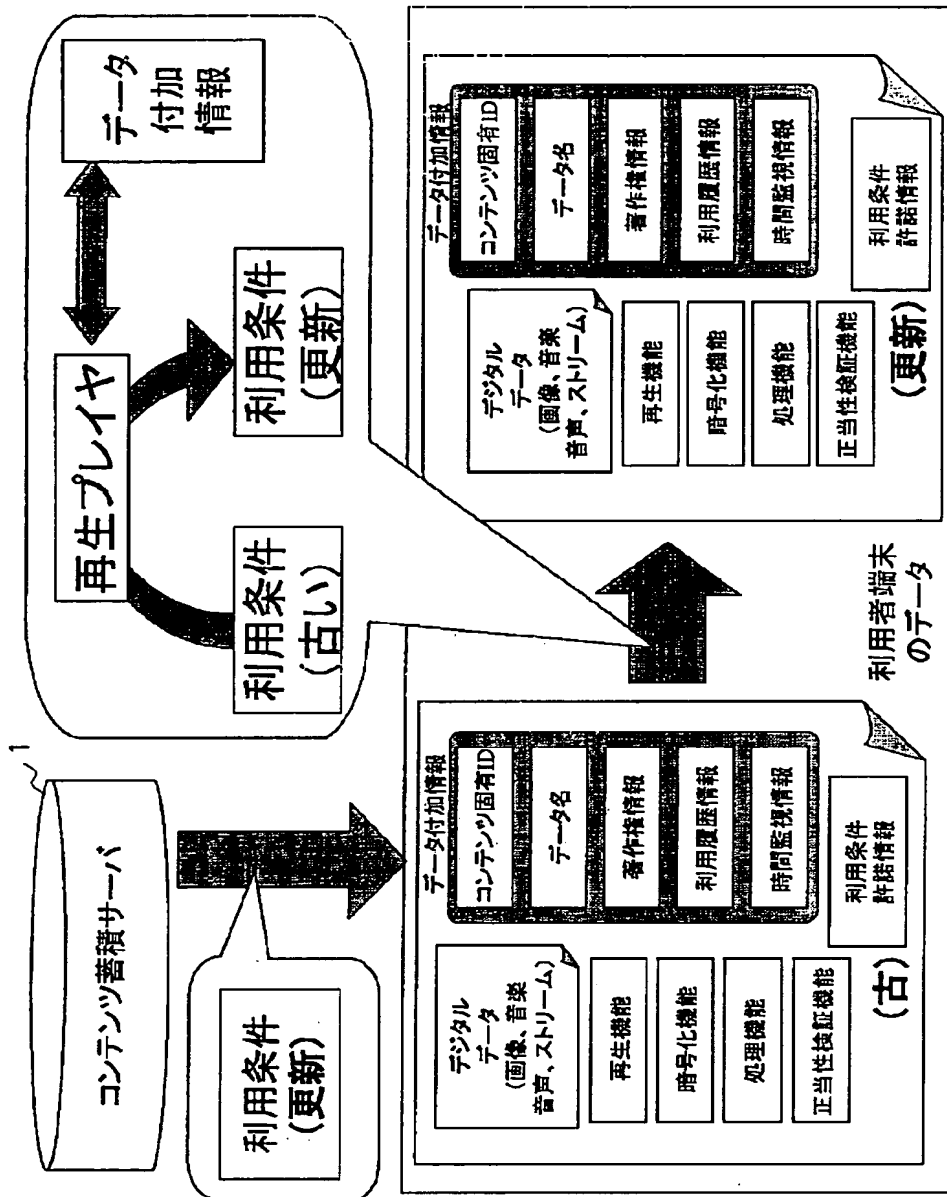 コンテンツ蓄積サーバ
1
利用条件
(更新)
再生プレイヤ
データ
付加
情報
利用条件
(古い)
利用条件
(更新)
デジタル
データ
(画像、音楽
音声、ストリーム)
再生機能
暗号化機能
処理機能
正当性検証機能
データ付加情報
コンテンツ固有ID
データ名
著作権情報
利用履歴情報
時間監視情報
利用条件
許諾情報
(古)
利用者端末
のデータ
デジタル
データ
(画像、音楽
音声、ストリーム)
再生機能
暗号化機能
処理機能
正当性検証機能
データ付加情報
コンテンツ固有ID
データ名
著作権情報
利用履歴情報
時間監視情報
利用条件
許諾情報
(更新)